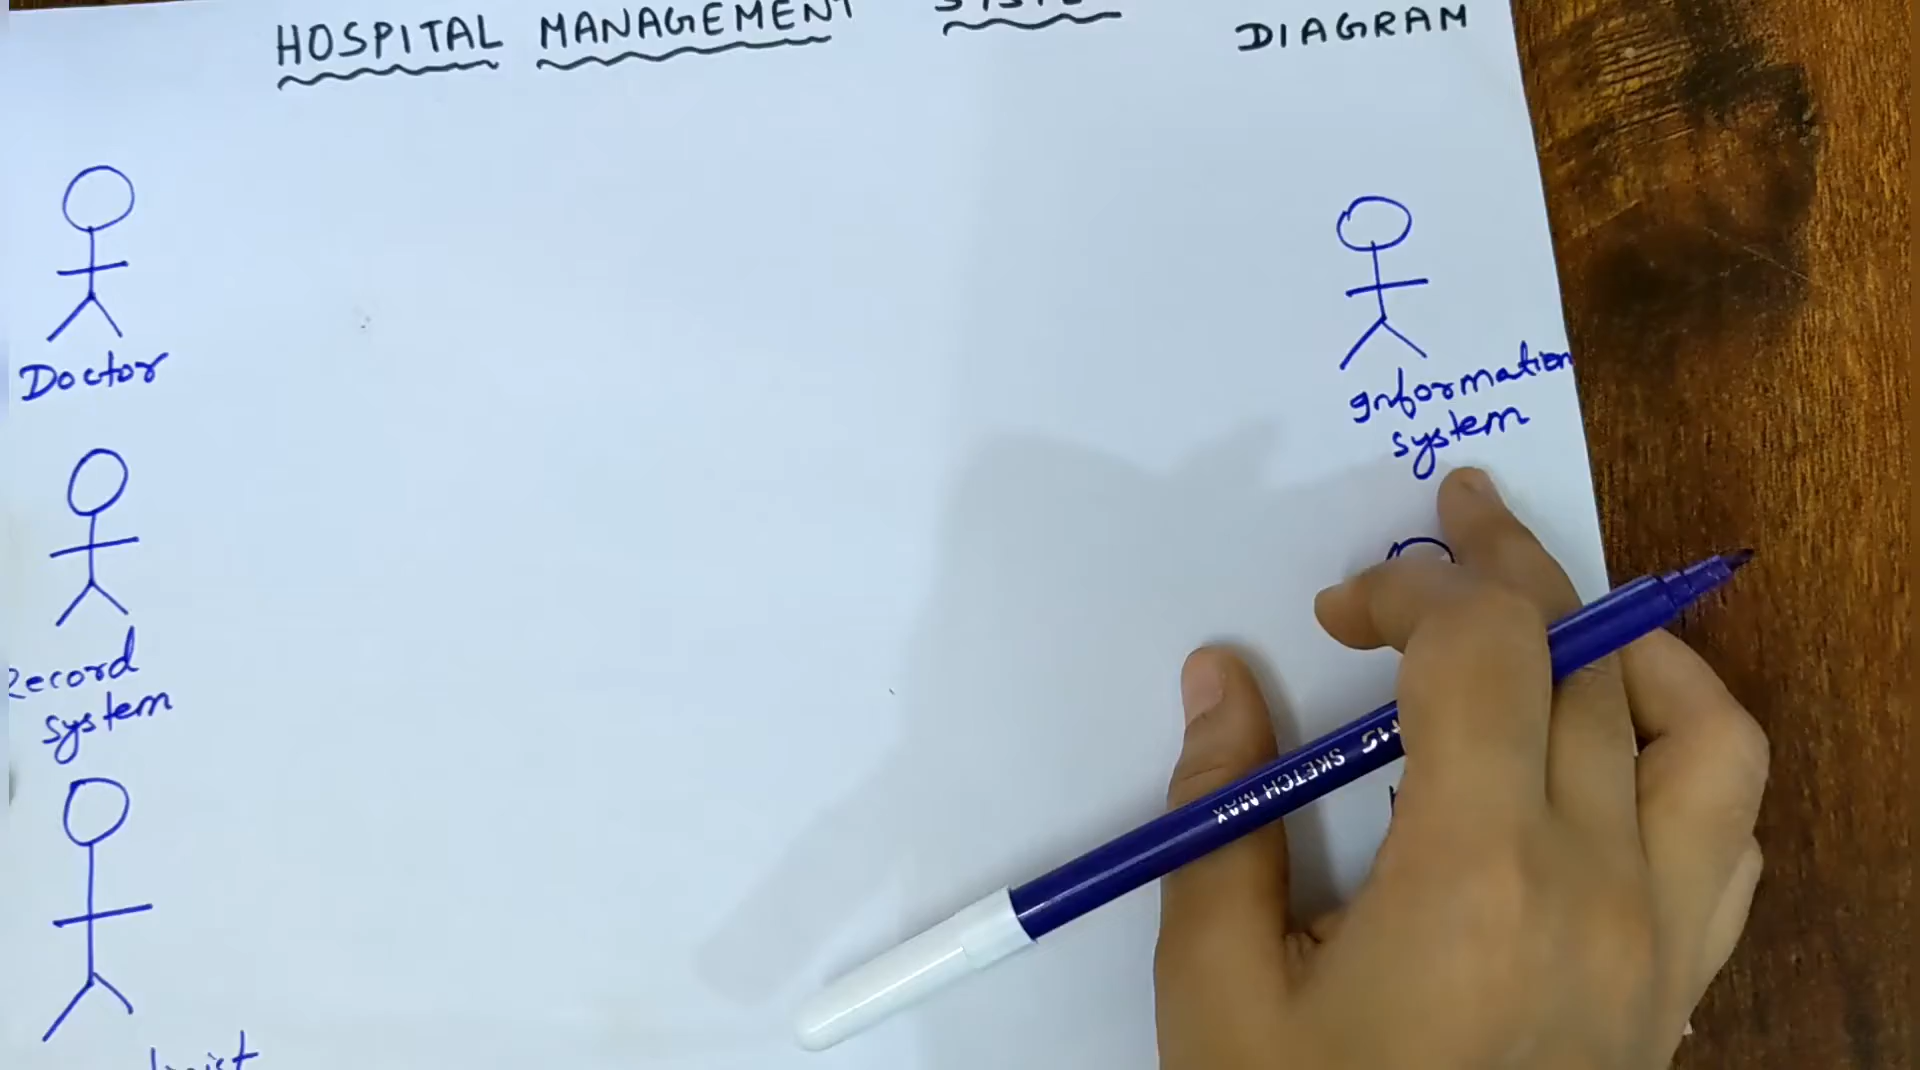 HOSPITAL MANAGEMENT
DIAGRAM
Doctor
Information
system
Record
system
SKETCH MAX